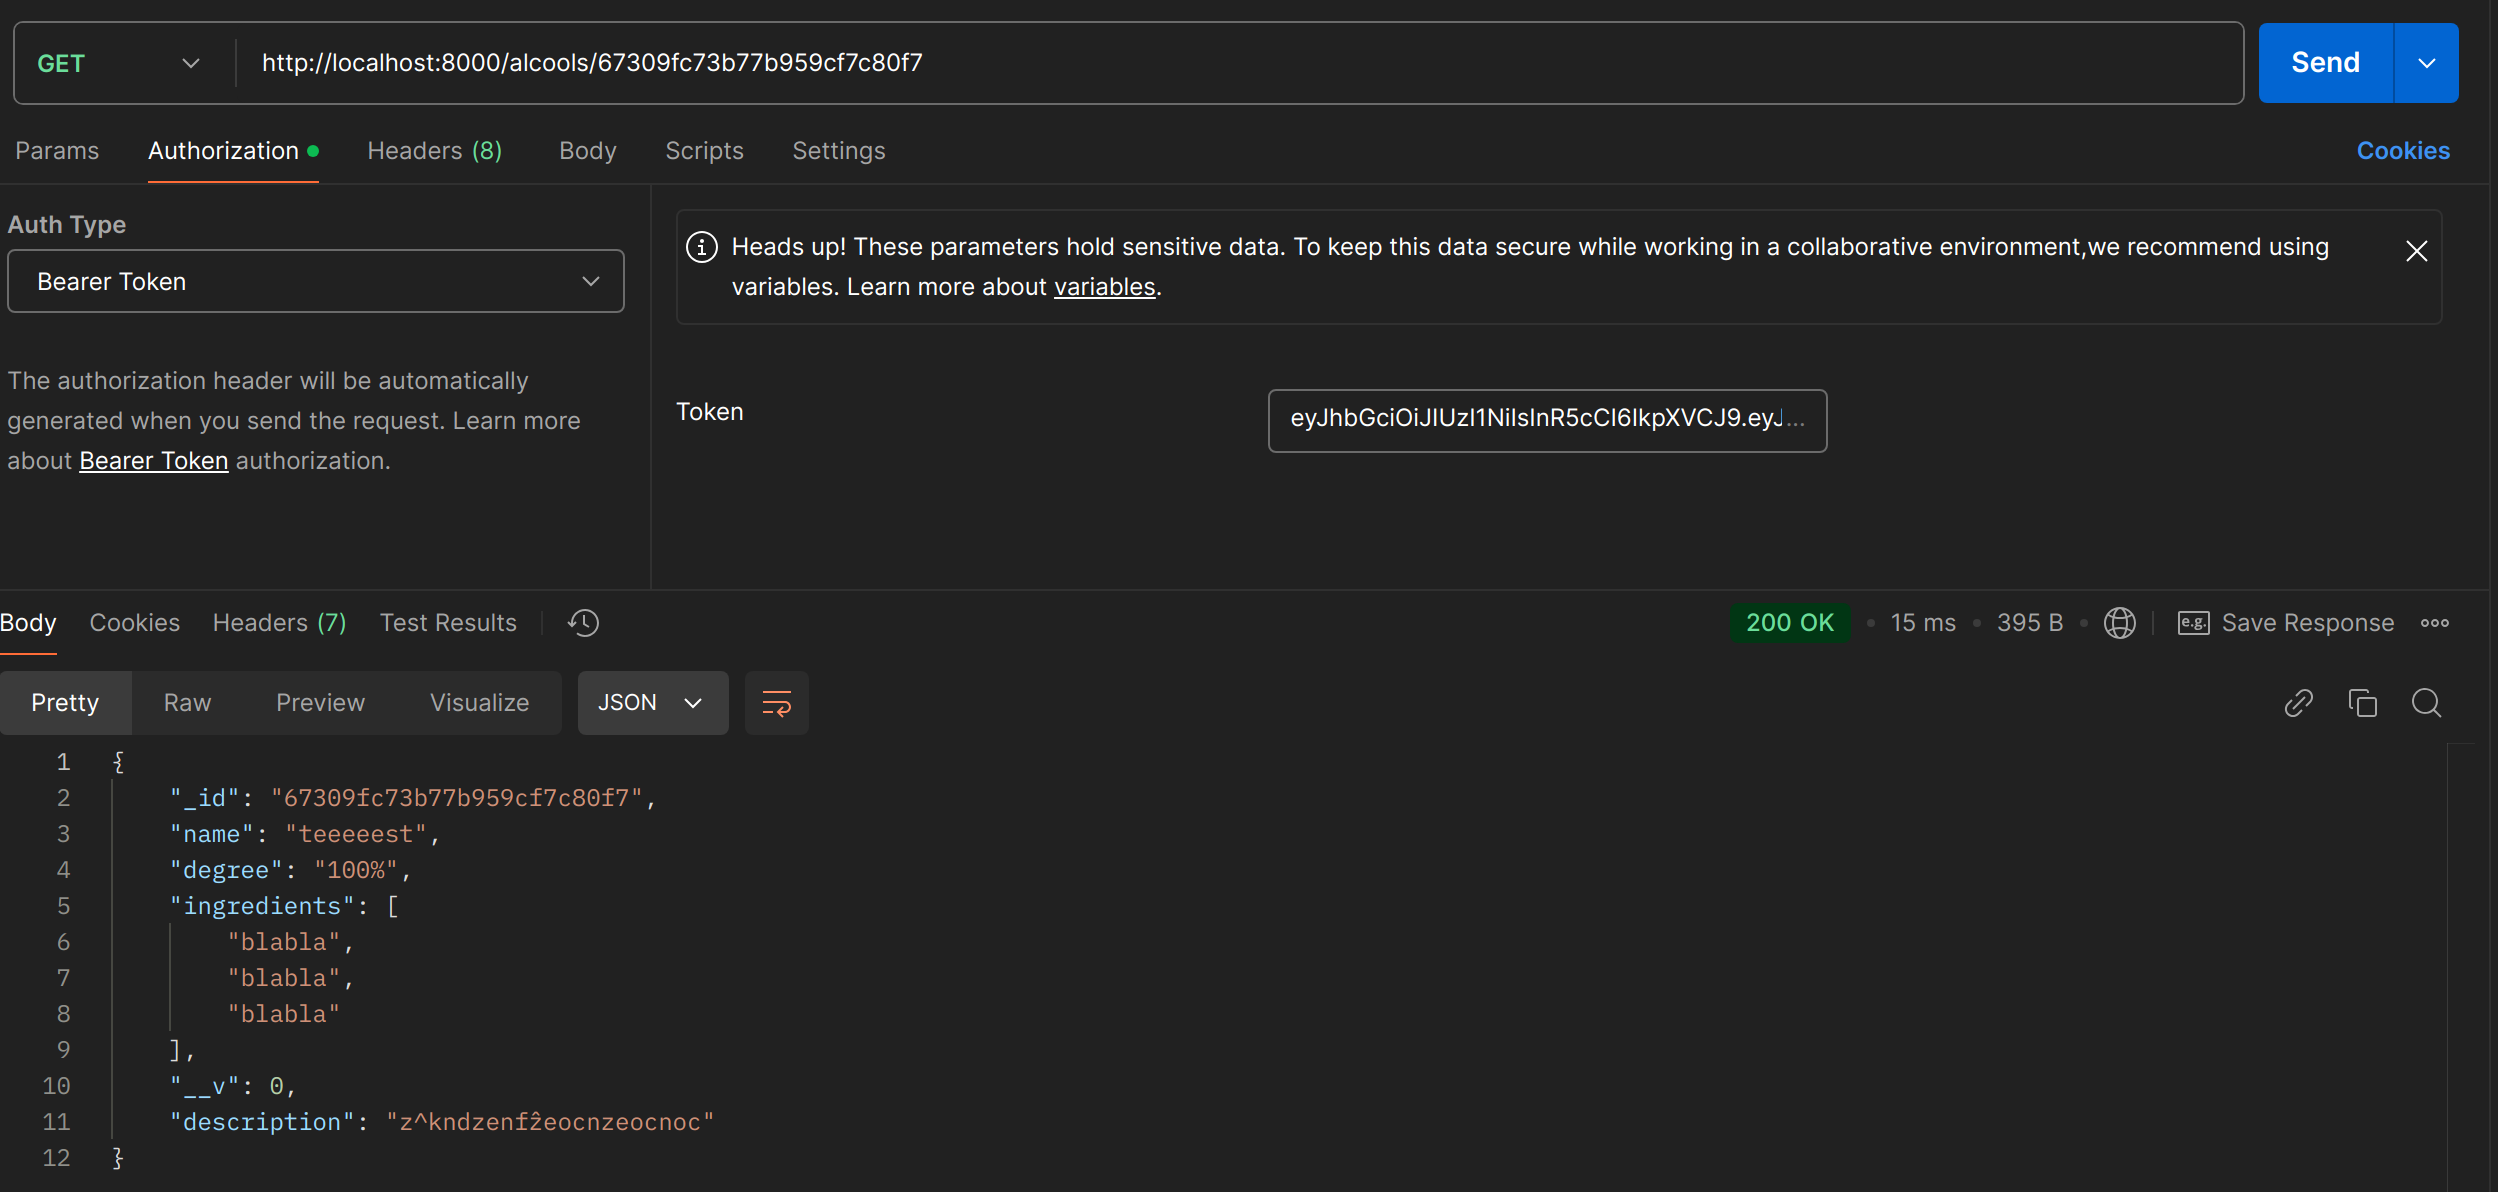 GET http://localhost:8000/alcools/67309fc73b77b959cf7c80f7 Send
Params Authorization Headers (8) Body Scripts Settings Cookies
Auth Type
Bearer Token
The authorization header will be automatically
generated when you send the request. Learn more
about Bearer Token authorization.
Heads up! These parameters hold sensitive data. To keep this data secure while working in a collaborative environment,we recommend using
variables. Learn more about variables.
Token eyJhbGciOiJIUzI1NiIsInR5cCI6IkpXVCJ9.eyJ...
Body Cookies Headers (7) Test Results 200 OK 15 ms 395 B e.g. Save Response
Pretty Raw Preview Visualize JSON
1 {
2 "_id": "67309fc73b77b959cf7c80f7",
3 "name": "teeeeest",
4 "degree": "100%",
5 "ingredients": [
6 "blabla",
7 "blabla",
8 "blabla"
9 ],
10 "__v": 0,
11 "description": "z^kndzenfẑeocnzeocnoc"
12 }